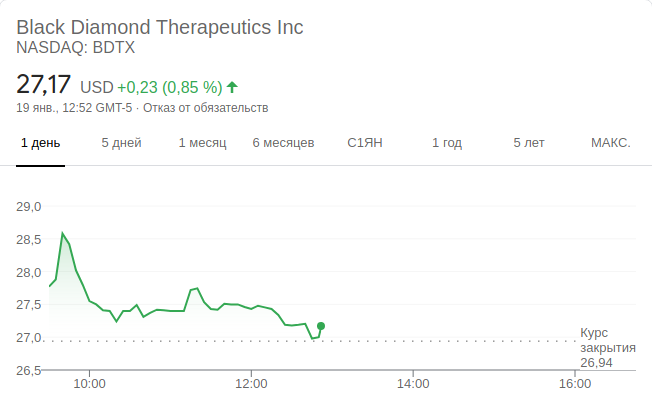 Black Diamond Therapeutics Inc
NASDAQ: BDTX
27,17 USD +0,23 (0,85 %)
19 янв., 12:52 GMT-5 · Отказ от обязательств
1 день 5 дней 1 месяц 6 месяцев С1ЯН 1 год 5 лет МАКС.
29,0
28,5
28,0
27,5
27,0
26,5
Курс
закрытия
26,94
10:00 12:00 14:00 16:00